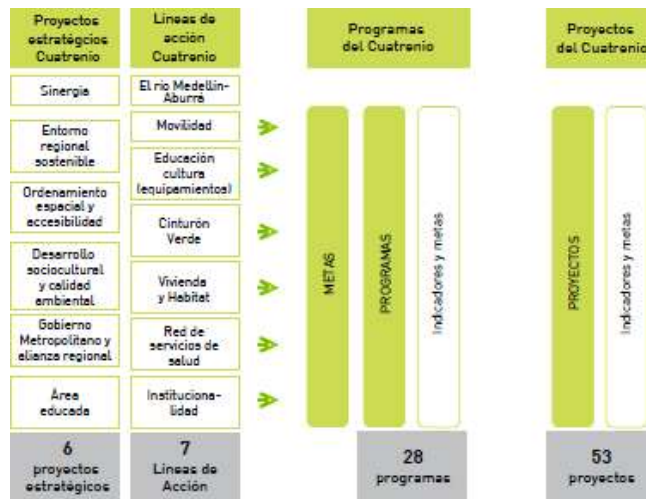 Proyectos
estratégcios
Cuatrenio
Sinergia
Entorno
regional
sostenible
Ordenamiento
espacial y
accesibilidad
Desarrollo
sociocultural
y calidad
ambiental
Gobierno
Metropolitano y
alianza regional
Área
educada
6
proyectos
estratégicos
Líneas de
acción
Cuatrenio
El río Medellín-
Aburrá
Movilidad
Educación
cultura
(equipamientos)
Cinturón
Verde
Vivienda
y Habitat
Red de
servicios de
salud
Instituciona-
lidad
7
Líneas de
Acción
Programas
del Cuatrenio
METAS
PROGRAMAS
Indicadores y metas
28
programas
Proyectos
del Cuatrenio
PROYECTOS
Indicadores y metas
53
proyectos